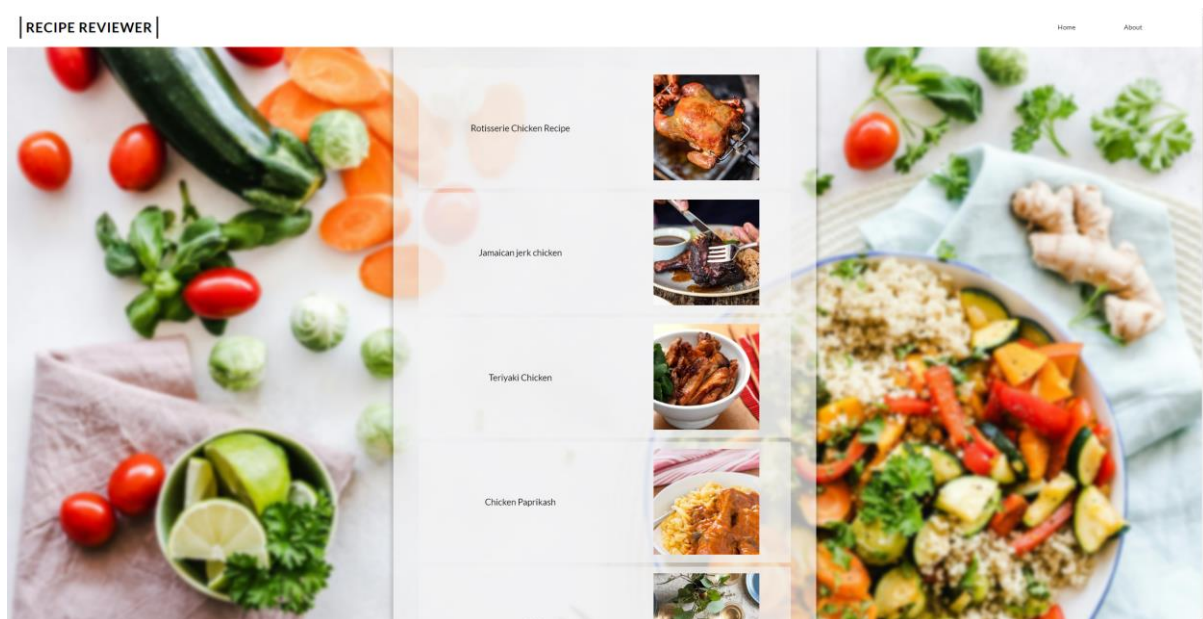 RECIPE REVIEWER
Home
About
Rotisserie Chicken Recipe
Jamaican jerk chicken
Teriyaki Chicken
Chicken Paprikash